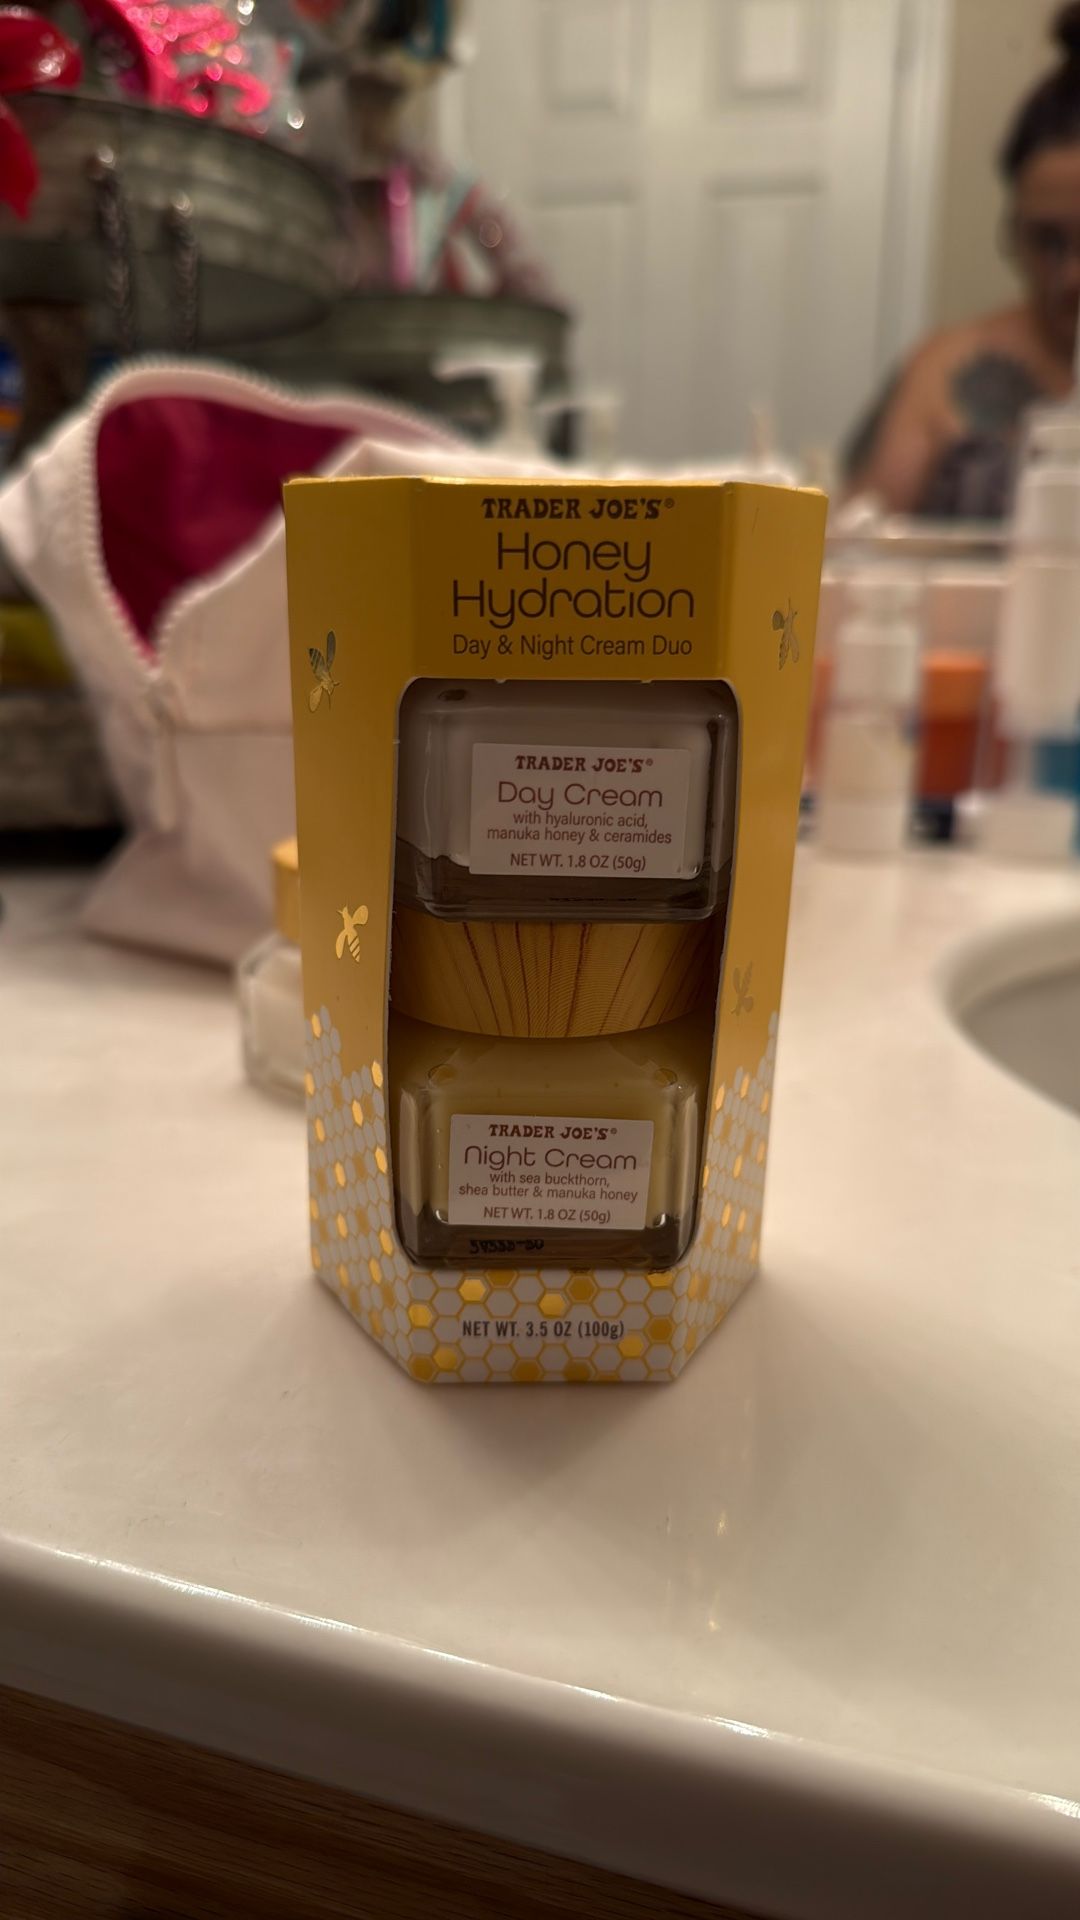 TRADER JOE'S®
Honey
Hydration
Day & Night Cream Duo
TRADER JOE'S®
Day Cream
with hyaluronic acid,
manuka honey & ceramides
NET WT. 1.8 OZ (50g)
TRADER JOE'S®
Night Cream
with sea buckthorn,
shea butter & manuka honey
NET WT. 1.8 OZ (50g)
NET WT. 3.5 OZ (100g)